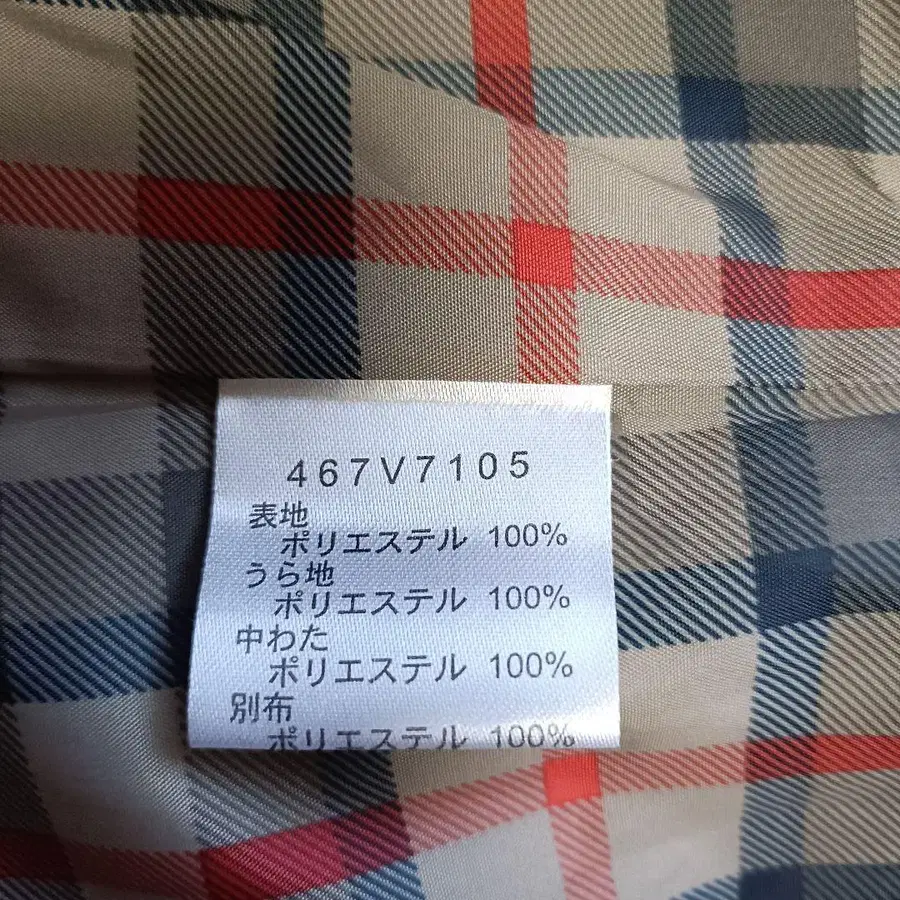 467V7105
表地
ポリエステル 100%
うら地
ポリエステル 100%
中わた
ポリエステル 100%
別布
ポリエステル 100%